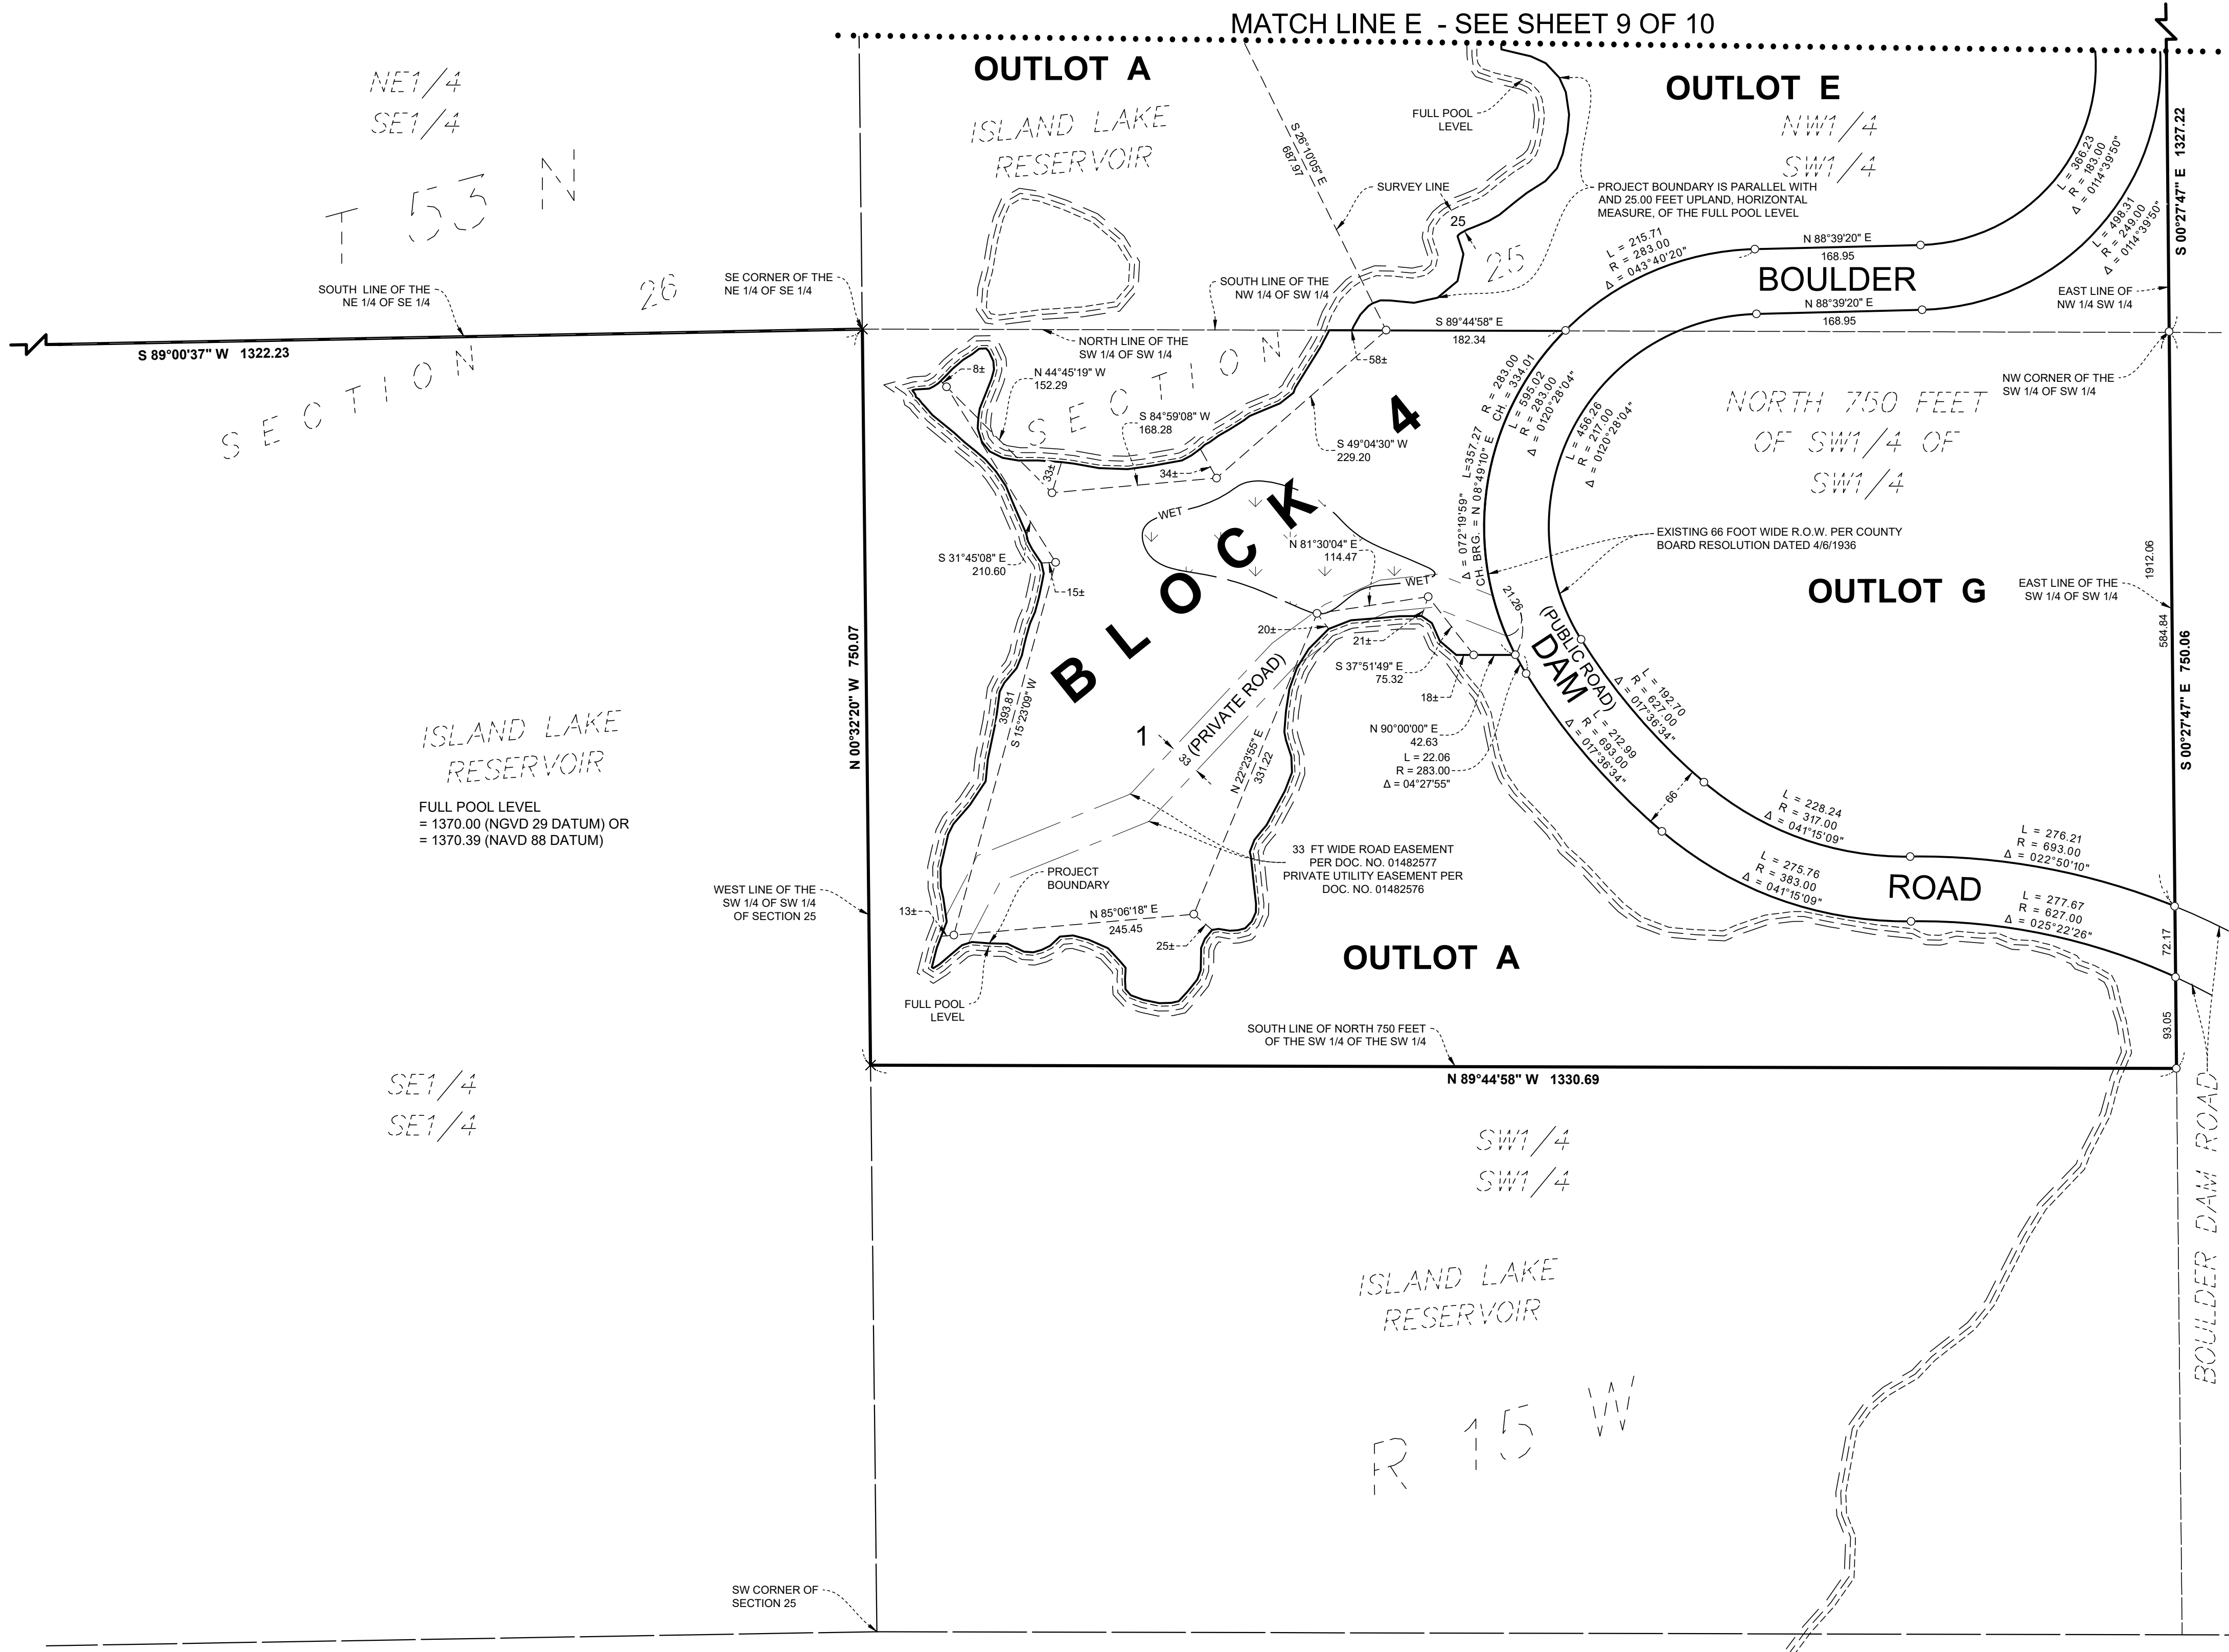 MATCH LINE E - SEE SHEET 9 OF 10
NE1/4
SE1/4
T 53 N
OUTLOT A
ISLAND LAKE
RESERVOIR
S 26°10'05" E
687.97
FULL POOL
LEVEL
OUTLOT E
NW1/4
SW1/4
SURVEY LINE
25
PROJECT BOUNDARY IS PARALLEL WITH
AND 25.00 FEET UPLAND, HORIZONTAL
MEASURE, OF THE FULL POOL LEVEL
L = 366.23
R = 183.00
Δ = 0114°39'50"
L = 498.31
R = 249.00
Δ = 0114°39'50"
S 00°27'47" E 1327.22
26
SOUTH LINE OF THE
NE 1/4 OF SE 1/4
SE CORNER OF THE
NE 1/4 OF SE 1/4
SOUTH LINE OF THE
NW 1/4 OF SW 1/4
25
L = 215.71
R = 283.00
Δ = 043°40'20"
N 88°39'20" E
168.95
BOULDER
N 88°39'20" E
168.95
EAST LINE OF
NW 1/4 SW 1/4
S 89°00'37" W 1322.23
SECTION
NORTH LINE OF THE
SW 1/4 OF SW 1/4
S 89°44'58" E
182.34
58±
8±
N 44°45'19" W
152.29
SECTION
S 84°59'08" W
168.28
S 49°04'30" W
229.20
33±
34±
NW CORNER OF THE
SW 1/4 OF SW 1/4
NORTH 750 FEET
OF SW1/4 OF
SW1/4
Δ = 072°19'59" L=357.27 R = 283.00
CH. BRG. = N 08°49'10" E CH. = 334.01
L = 595.02
R = 283.00
Δ = 0120°28'04"
L = 456.26
R = 217.00
Δ = 0120°28'04"
BLOCK 4
WET
N 81°30'04" E
114.47
WET
EXISTING 66 FOOT WIDE R.O.W. PER COUNTY
BOARD RESOLUTION DATED 4/6/1936
S 31°45'08" E
210.60
15±
OUTLOT G
EAST LINE OF THE
SW 1/4 OF SW 1/4
1912.06
584.84
S 00°27'47" E 750.06
N 00°32'20" W 750.07
20±
21±
21.26
S 37°51'49" E
75.32
18±
N 90°00'00" E
42.63
L = 22.06
R = 283.00
Δ = 04°27'55"
DAM
(PUBLIC ROAD)
L = 192.70
R = 627.00
Δ = 017°36'34"
L = 212.99
R = 693.00
Δ = 017°36'34"
66
393.81
S 15°23'09" W
1
33
(PRIVATE ROAD)
N 22°23'55" E
331.22
ISLAND LAKE
RESERVOIR
FULL POOL LEVEL
= 1370.00 (NGVD 29 DATUM) OR
= 1370.39 (NAVD 88 DATUM)
L = 228.24
R = 317.00
Δ = 041°15'09"
L = 275.76
R = 383.00
Δ = 041°15'09"
L = 276.21
R = 693.00
Δ = 022°50'10"
ROAD
L = 277.67
R = 627.00
Δ = 025°22'26"
33 FT WIDE ROAD EASEMENT
PER DOC. NO. 01482577
PRIVATE UTILITY EASEMENT PER
DOC. NO. 01482576
PROJECT
BOUNDARY
WEST LINE OF THE
SW 1/4 OF SW 1/4
OF SECTION 25
13±
N 85°06'18" E
245.45
25±
OUTLOT A
72.17
93.05
FULL POOL
LEVEL
SOUTH LINE OF NORTH 750 FEET
OF THE SW 1/4 OF THE SW 1/4
N 89°44'58" W 1330.69
SE1/4
SE1/4
SW1/4
SW1/4
BOULDER DAM ROAD
ISLAND LAKE
RESERVOIR
R 15 W
SW CORNER OF
SECTION 25